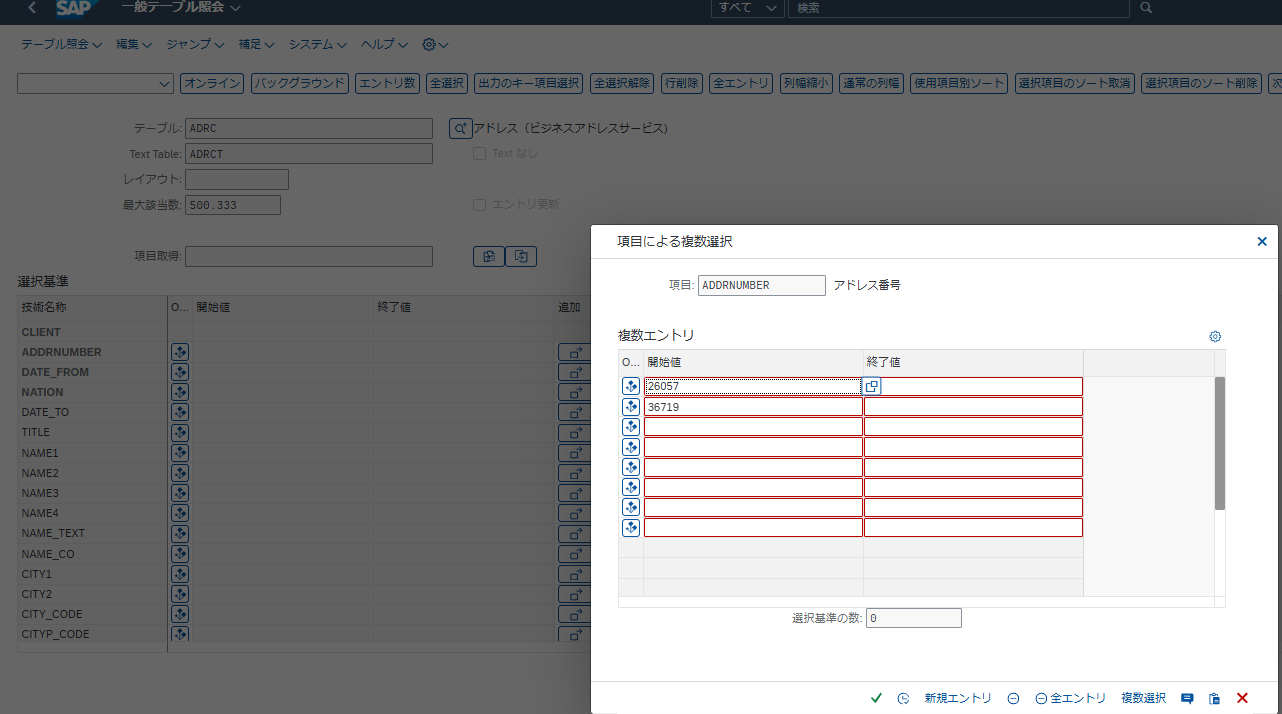 SAP 一般テーブル照会 すべて 検索
テーブル照会 編集 ジャンプ 補足 システム ヘルプ
オンライン バックグラウンド エントリ数 全選択 出力のキー項目選択 全選択解除 行削除 全エントリ 列幅縮小 通常の列幅 使用項目別ソート 選択項目のソート取消 選択項目のソート削除 次
テーブル: ADRC アドレス（ビジネスアドレスサービス）
Text Table: ADRCT Text なし
レイアウト:
最大該当数: 500.333 エントリ更新
項目取得:
選択基準
技術名称 O... 開始値 終了値 追加
CLIENT
ADDRNUMBER
DATE_FROM
NATION
DATE_TO
TITLE
NAME1
NAME2
NAME3
NAME4
NAME_TEXT
NAME_CO
CITY1
CITY2
CITY_CODE
CITYP_CODE
項目による複数選択
項目: ADDRNUMBER アドレス番号
複数エントリ
O... 開始値 終了値
26057
36719
選択基準の数: 0
新規エントリ 全エントリ 複数選択